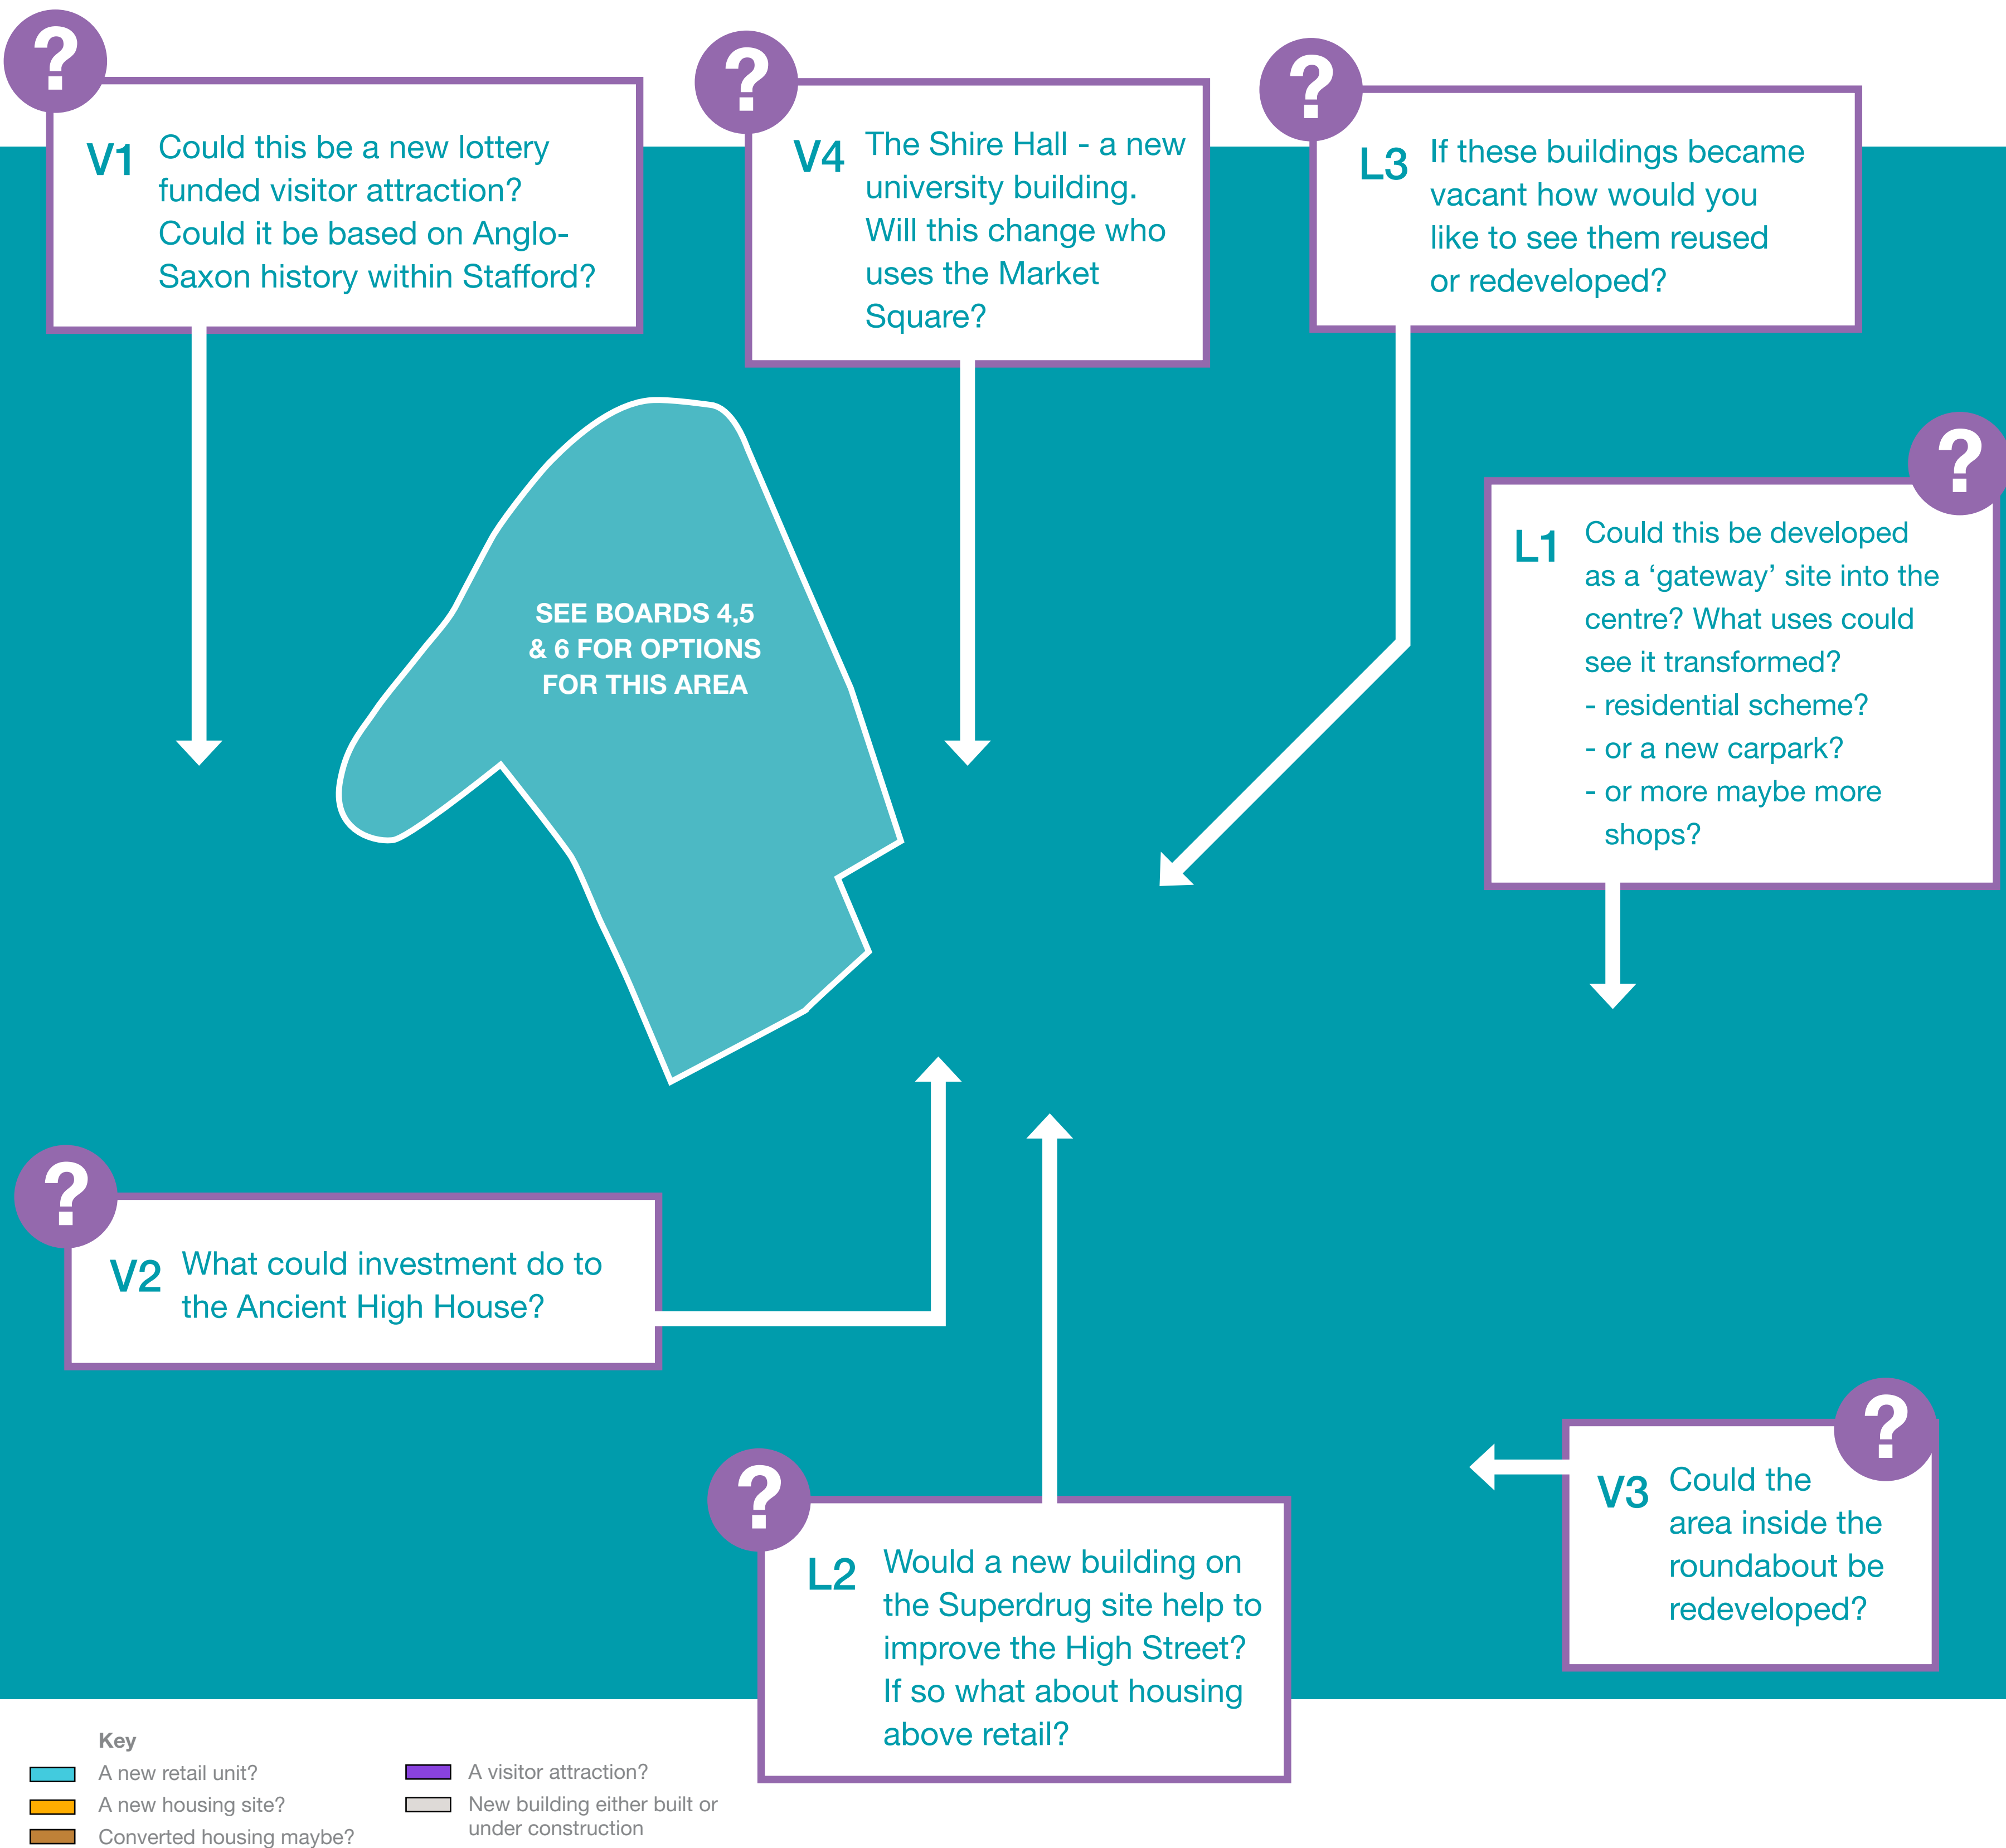 ?
V1
Could this be a new lottery
funded visitor attraction?
Could it be based on Anglo-
Saxon history within Stafford?
?
V4
The Shire Hall - a new
university building.
Will this change who
uses the Market
Square?
?
L3
If these buildings became
vacant how would you
like to see them reused
or redeveloped?
?
L1
Could this be developed
as a ‘gateway’ site into the
centre? What uses could
see it transformed?
- residential scheme?
- or a new carpark?
- or more maybe more
shops?
SEE BOARDS 4,5
& 6 FOR OPTIONS
FOR THIS AREA
?
V2
What could investment do to
the Ancient High House?
?
L2
Would a new building on
the Superdrug site help to
improve the High Street?
If so what about housing
above retail?
?
V3
Could the
area inside the
roundabout be
redeveloped?
Key
A new retail unit?
A new housing site?
Converted housing maybe?
A visitor attraction?
New building either built or
under construction